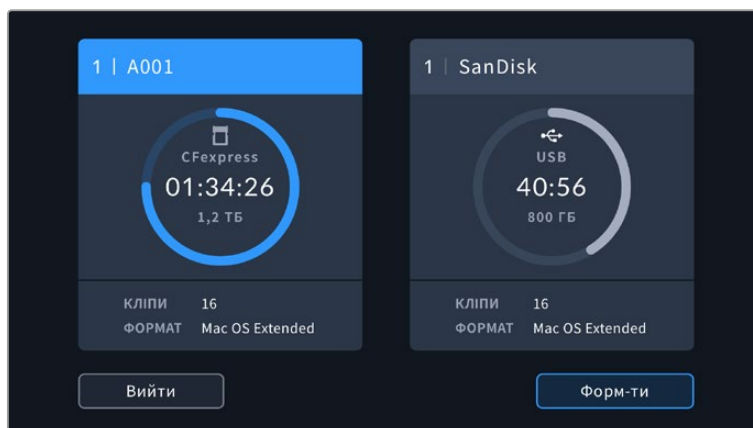 1 | A001
CFexpress
01:34:26
1,2 ТБ
КЛІПИ 16
ФОРМАТ Mac OS Extended
1 | SanDisk
USB
40:56
800 ГБ
КЛІПИ 16
ФОРМАТ Mac OS Extended
Вийти
Форм-ти